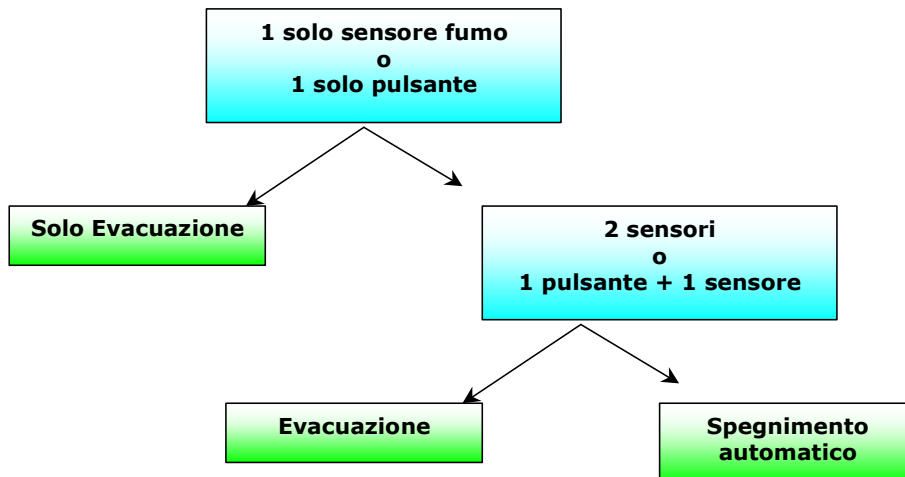 1 solo sensore fumo
o
1 solo pulsante
Solo Evacuazione
2 sensori
o
1 pulsante + 1 sensore
Evacuazione
Spegnimento
automatico